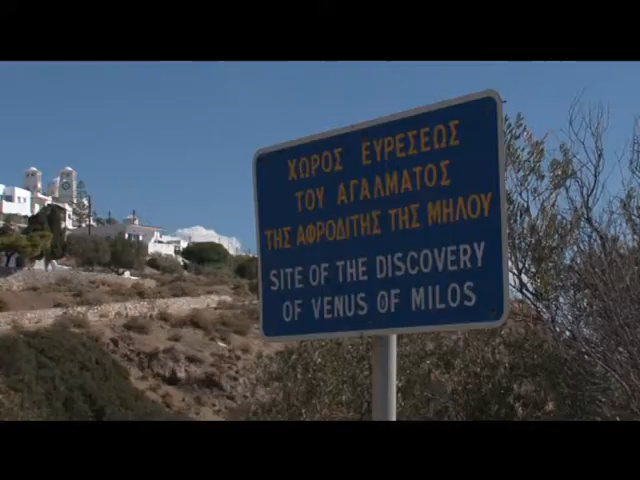 ΧΩΡΟΣ ΕΥΡΕΣΕΩΣ
ΤΟΥ ΑΓΑΛΜΑΤΟΣ
ΤΗΣ ΑΦΡΟΔΙΤΗΣ ΤΗΣ ΜΗΛΟΥ
SITE OF THE DISCOVERY
OF VENUS OF MILOS